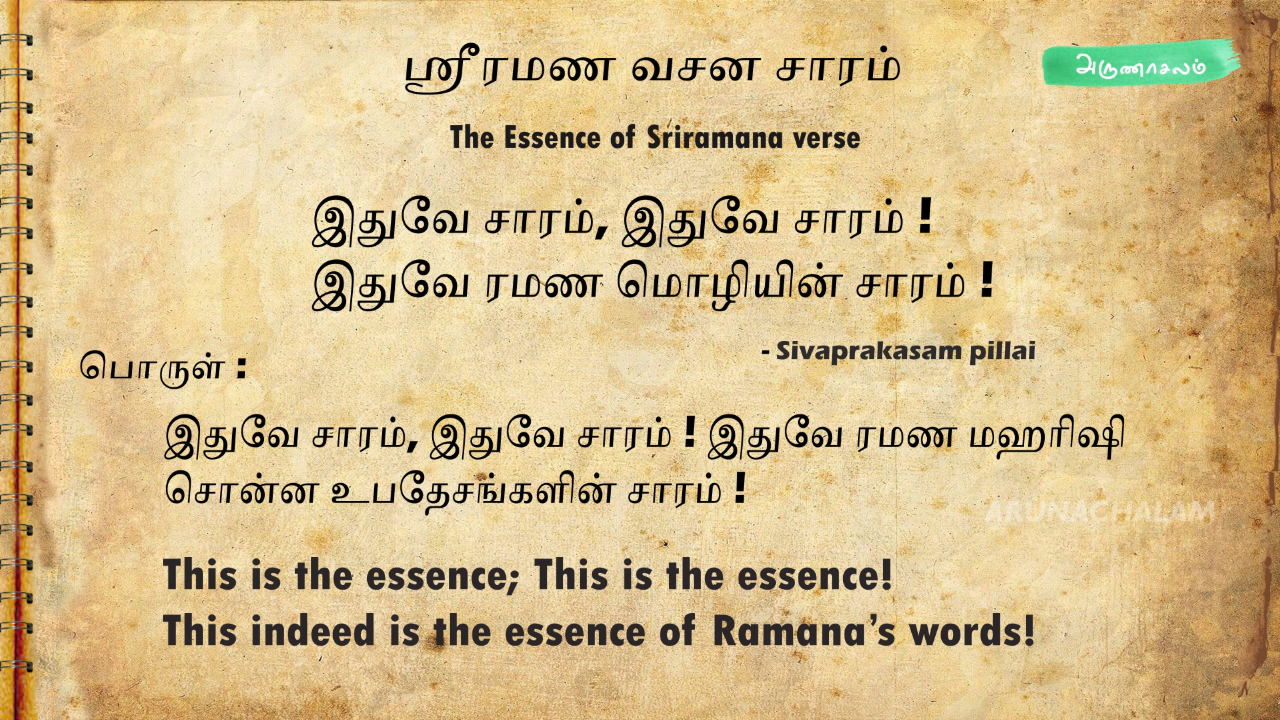 ஸ்ரீரமண வசன சாரம்
அருணாசலம்
The Essence of Sriramana verse
இதுவே சாரம், இதுவே சாரம் !
இதுவே ரமண மொழியின் சாரம் !
- Sivaprakasam pillai
பொருள் :
இதுவே சாரம், இதுவே சாரம் ! இதுவே ரமண மஹரிஷி
சொன்ன உபதேசங்களின் சாரம் !
ARUNACHALAM
This is the essence; This is the essence!
This indeed is the essence of Ramana's words!